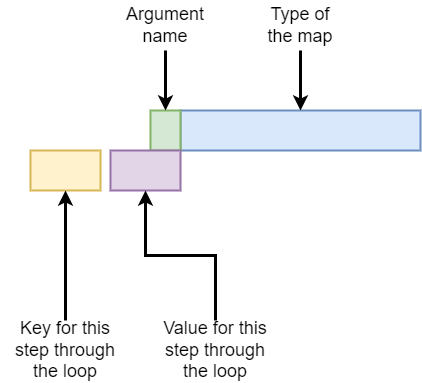 Argument
name
Type of
the map
Key for this
step through
the loop
Value for this
step through
the loop